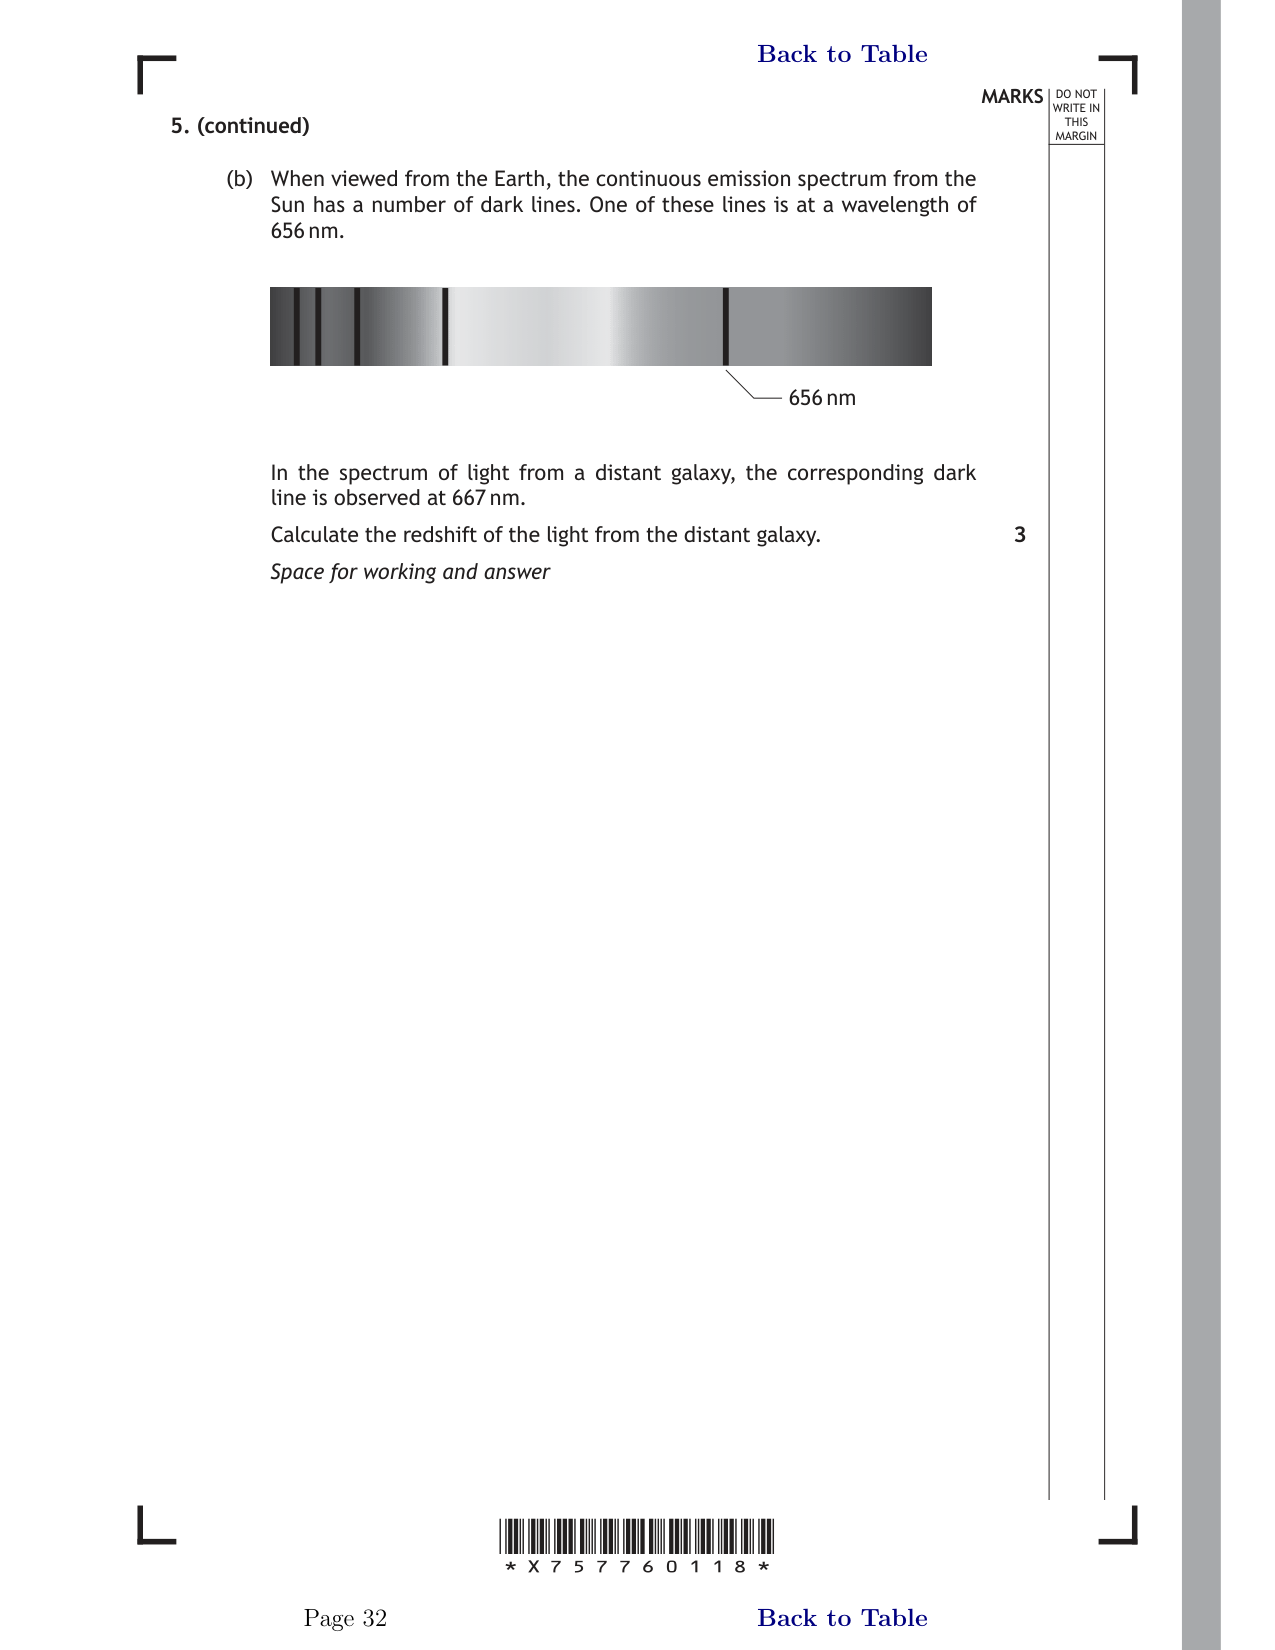 Back to Table
MARKS
DO NOT
WRITE IN
THIS
MARGIN
5. (continued)
(b) When viewed from the Earth, the continuous emission spectrum from the
Sun has a number of dark lines. One of these lines is at a wavelength of
656 nm.
656 nm
In the spectrum of light from a distant galaxy, the corresponding dark
line is observed at 667 nm.
Calculate the redshift of the light from the distant galaxy. 3
Space for working and answer
*X757760118*
Page 32
Back to Table